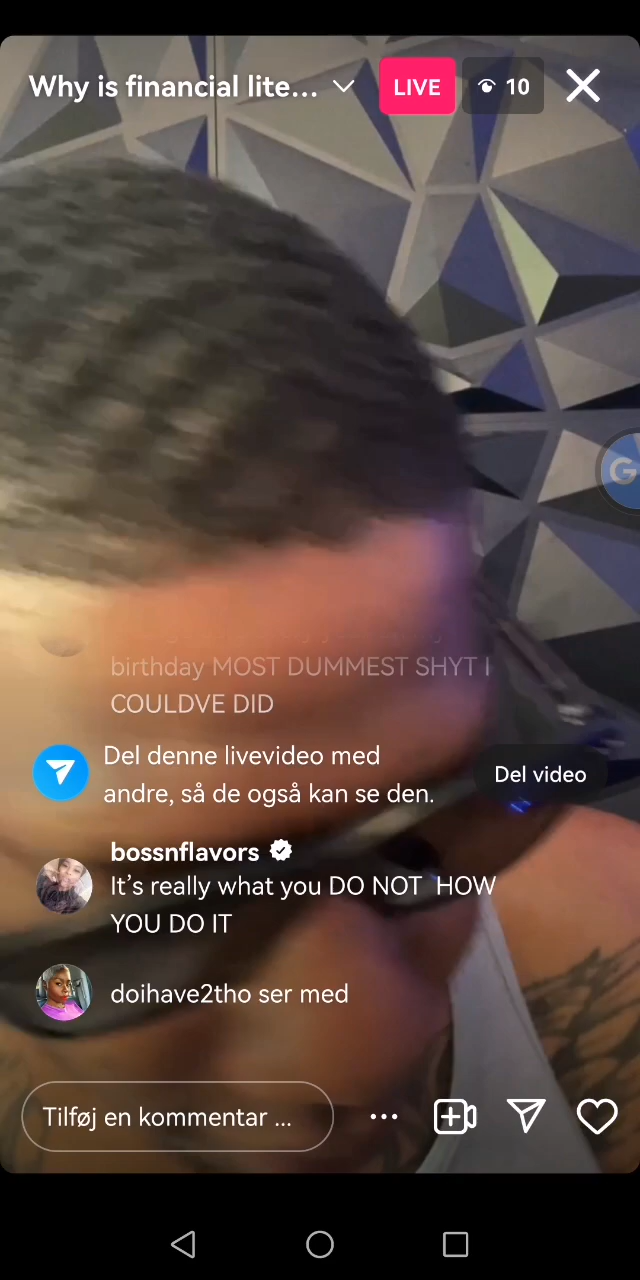 Why is financial lite...
LIVE
10
birthday MOST DUMMEST SHYT I
COULDVE DID
Del denne livevideo med
andre, så de også kan se den.
Del video
bossnflavors
It's really what you DO NOT HOW
YOU DO IT
doihave2tho ser med
Tilføj en kommentar ...
G